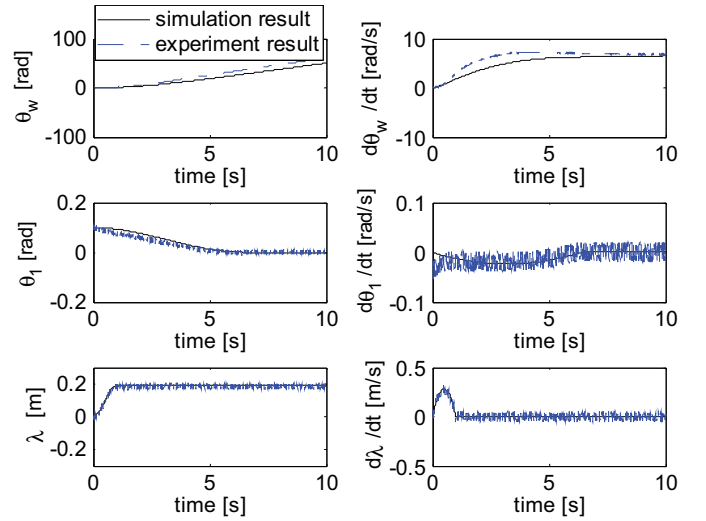 simulation result
experiment result
100
0
-100
θw [rad]
0 5 10
time [s]
10
0
-10
dθw /dt [rad/s]
0 5 10
time [s]
0.2
0
-0.2
θ1 [rad]
0 5 10
time [s]
0.1
0
-0.1
dθ1 /dt [rad/s]
0 5 10
time [s]
0.2
0
-0.2
λ [m]
0 5 10
time [s]
0.5
0
-0.5
dλ /dt [m/s]
0 5 10
time [s]